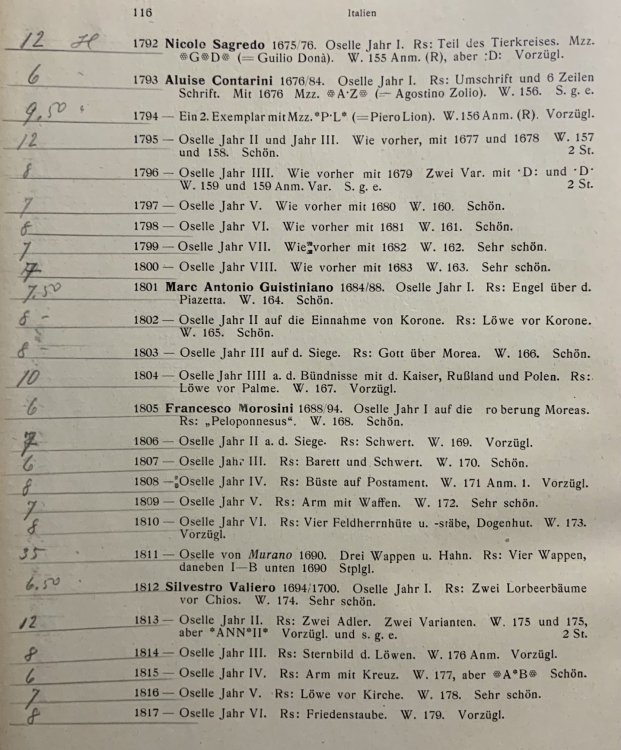 116 Italien
12 H 1792 Nicolo Sagredo 1675/76. Oselle Jahr I. Rs: Teil des Tierkreises. Mzz.
※G※D※ (= Guilio Donà). W. 155 Anm. (R), aber :D: Vorzügl.
6 1793 Aluise Contarini 1676/84. Oselle Jahr I. Rs: Umschrift und 6 Zeilen
Schrift. Mit 1676 Mzz. ※A·Z※ (= Agostino Zolio). W. 156. S. g. e.
9,50 1794 — Ein 2. Exemplar mit Mzz. *P·L* (= Piero Lion). W. 156 Anm. (R). Vorzügl.
12 1795 — Oselle Jahr II und Jahr III. Wie vorher, mit 1677 und 1678 W. 157
und 158. Schön. 2 St.
8 1796 — Oselle Jahr IIII. Wie vorher mit 1679 Zwei Var. mit ·D: und ·D·
W. 159 und 159 Anm. Var. S. g. e. 2 St.
7 1797 — Oselle Jahr V. Wie vorher mit 1680 W. 160. Schön.
8 1798 — Oselle Jahr VI. Wie vorher mit 1681 W. 161. Schön.
7 1799 — Oselle Jahr VII. Wie vorher mit 1682 W. 162. Sehr schön.
7 1800 — Oselle Jahr VIII. Wie vorher mit 1683 W. 163. Sehr schön.
7.50 1801 Marc Antonio Guistiniano 1684/88. Oselle Jahr I. Rs: Engel über d.
Piazetta. W. 164. Schön.
8 - 1802 — Oselle Jahr II auf die Einnahme von Korone. Rs: Löwe vor Korone.
W. 165. Schön.
8 - 1803 — Oselle Jahr III auf d. Siege. Rs: Gott über Morea. W. 166. Schön.
10 1804 — Oselle Jahr IIII a. d. Bündnisse mit d. Kaiser, Rußland und Polen. Rs:
Löwe vor Palme. W. 167. Vorzügl.
6 1805 Francesco Morosini 1688/94. Oselle Jahr I auf die ro berung Moreas.
Rs: „Peloponnesus“. W. 168. Schön.
7 1806 — Oselle Jahr II a. d. Siege. Rs: Schwert. W. 169. Vorzügl.
6 1807 — Oselle Jahr III. Rs: Barett und Schwert. W. 170. Schön.
8 1808 — Oselle Jahr IV. Rs: Büste auf Postament. W. 171 Anm. 1. Vorzügl.
7 1809 — Oselle Jahr V. Rs: Arm mit Waffen. W. 172. Sehr schön.
8 1810 — Oselle Jahr VI. Rs: Vier Feldherrnhüte u. -stäbe, Dogenhut. W. 173.
Vorzügl.
35 1811 — Oselle von Murano 1690. Drei Wappen u. Hahn. Rs: Vier Wappen,
daneben I—B unten 1690 Stplgl.
6.50 1812 Silvestro Valiero 1694/1700. Oselle Jahr I. Rs: Zwei Lorbeerbäume
vor Chios. W. 174. Sehr schön.
12 1813 — Oselle Jahr II. Rs: Zwei Adler. Zwei Varianten. W. 175 und 175,
aber *ANN*II* Vorzügl. und s. g. e. 2 St.
8 1814 — Oselle Jahr III. Rs: Sternbild d. Löwen. W. 176 Anm. Vorzügl.
6 1815 — Oselle Jahr IV. Rs: Arm mit Kreuz. W. 177, aber ※A*B※ Schön.
7 1816 — Oselle Jahr V. Rs: Löwe vor Kirche. W. 178. Sehr schön.
8 1817 — Oselle Jahr VI. Rs: Friedenstaube. W. 179. Vorzügl.